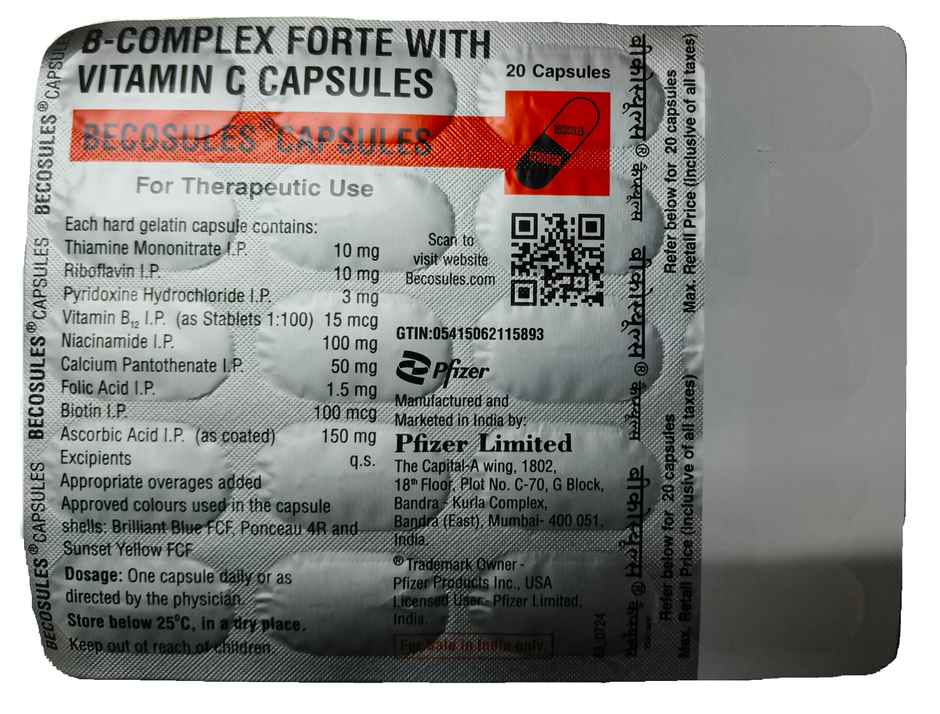 B-COMPLEX FORTE WITH
VITAMIN C CAPSULES
BECOSULES® CAPSULES
For Therapeutic Use
Each hard gelatin capsule contains:
Thiamine Mononitrate I.P. 10 mg
Riboflavin I.P. 10 mg
Pyridoxine Hydrochloride I.P. 3 mg
Vitamin B12 I.P. (as Stablets 1:100) 15 mcg
Niacinamide I.P. 100 mg
Calcium Pantothenate I.P. 50 mg
Folic Acid I.P. 1.5 mg
Biotin I.P. 100 mcg
Ascorbic Acid I.P. (as coated) 150 mg
Excipients q.s.
Appropriate overages added
Approved colours used in the capsule
shells: Brilliant Blue FCF, Ponceau 4R and
Sunset Yellow FCF
Dosage: One capsule daily or as
directed by the physician.
Store below 25°C, in a dry place.
Keep out of reach of children.
20 Capsules
Scan to
visit website
Becosules.com
GTIN:05415062115893
Pfizer
Manufactured and
Marketed in India by:
Pfizer Limited
The Capital-A wing, 1802,
18th Floor, Plot No. C-70, G Block,
Bandra - Kurla Complex,
Bandra (East), Mumbai- 400 051,
India.
®Trademark Owner -
Pfizer Products Inc., USA
Licensed User - Pfizer Limited,
India.
For Sale in India only.
BECOSULES® CAPSULES
BECOSULES® CAPSULES
BECOSULES® CAPSULES
BECOSULES® CAPSULES
Refer below for 20 capsules
Max. Retail Price (Inclusive of all taxes)
Refer below for 20 capsules
Max. Retail Price (Inclusive of all taxes)